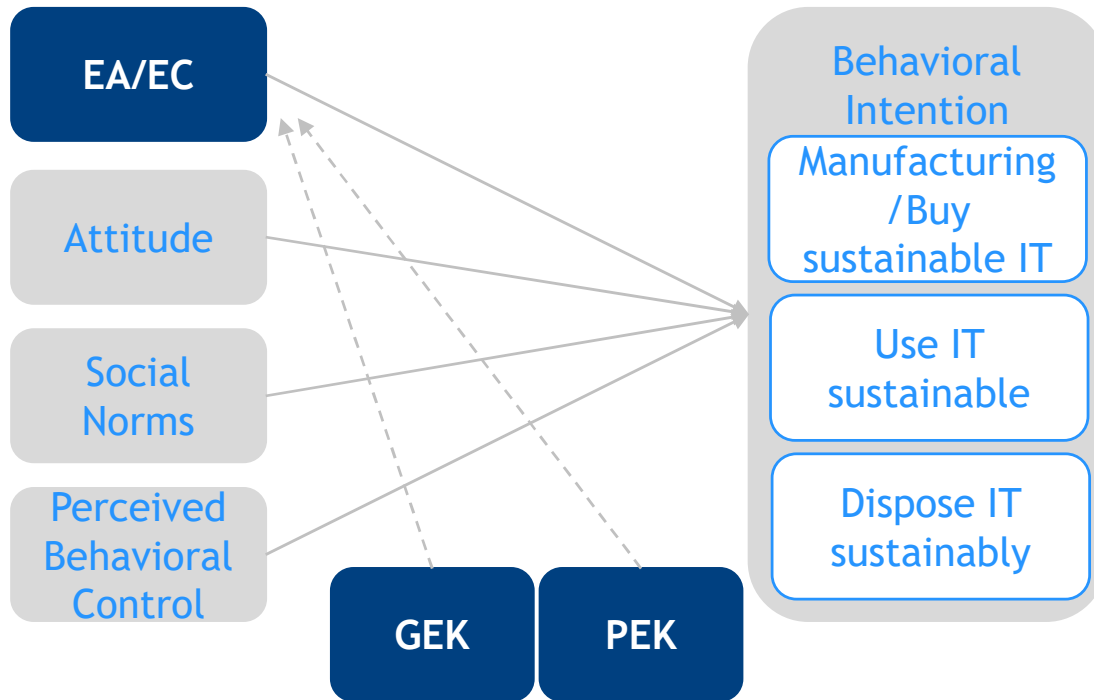 EA/EC
Attitude
Social
Norms
Perceived
Behavioral
Control
GEK
PEK
Behavioral
Intention
Manufacturing
/Buy
sustainable IT
Use IT
sustainable
Dispose IT
sustainably